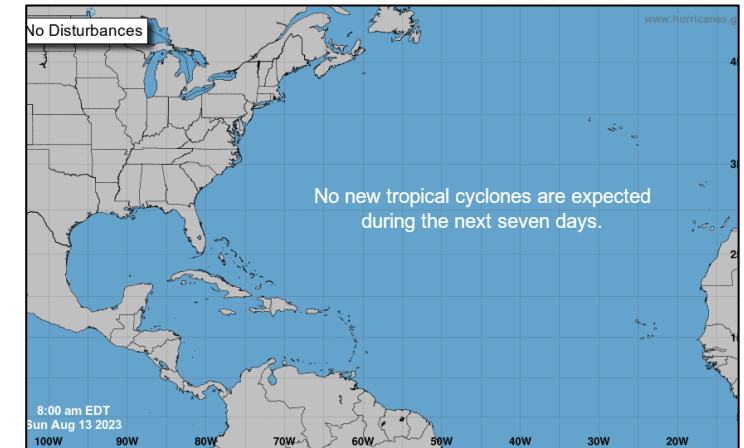 No Disturbances
www.hurricanes.g
No new tropical cyclones are expected
during the next seven days.
8:00 am EDT
Sun Aug 13 2023
100W 90W 80W 70W 60W 50W 40W 30W 20W